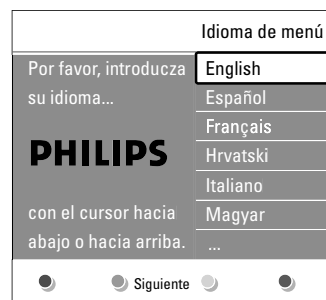 Idioma de menú
Por favor, introduzca
su idioma...
PHILIPS
con el cursor hacia
abajo o hacia arriba.
English
Español
Français
Hrvatski
Italiano
Magyar
...
Siguiente